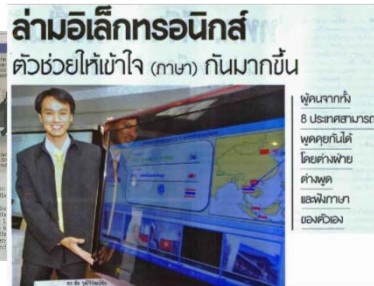 ล่ามอิเล็กทรอนิกส์
ตัวช่วยให้เข้าใจ (ภาษา) กันมากขึ้น
ผู้คนจากทั้ง
8 ประเทศสามารถ
พูดคุยกันได้
โดยต่างฝ่าย
ต่างพูด
และฟังภาษา
ของตัวเอง